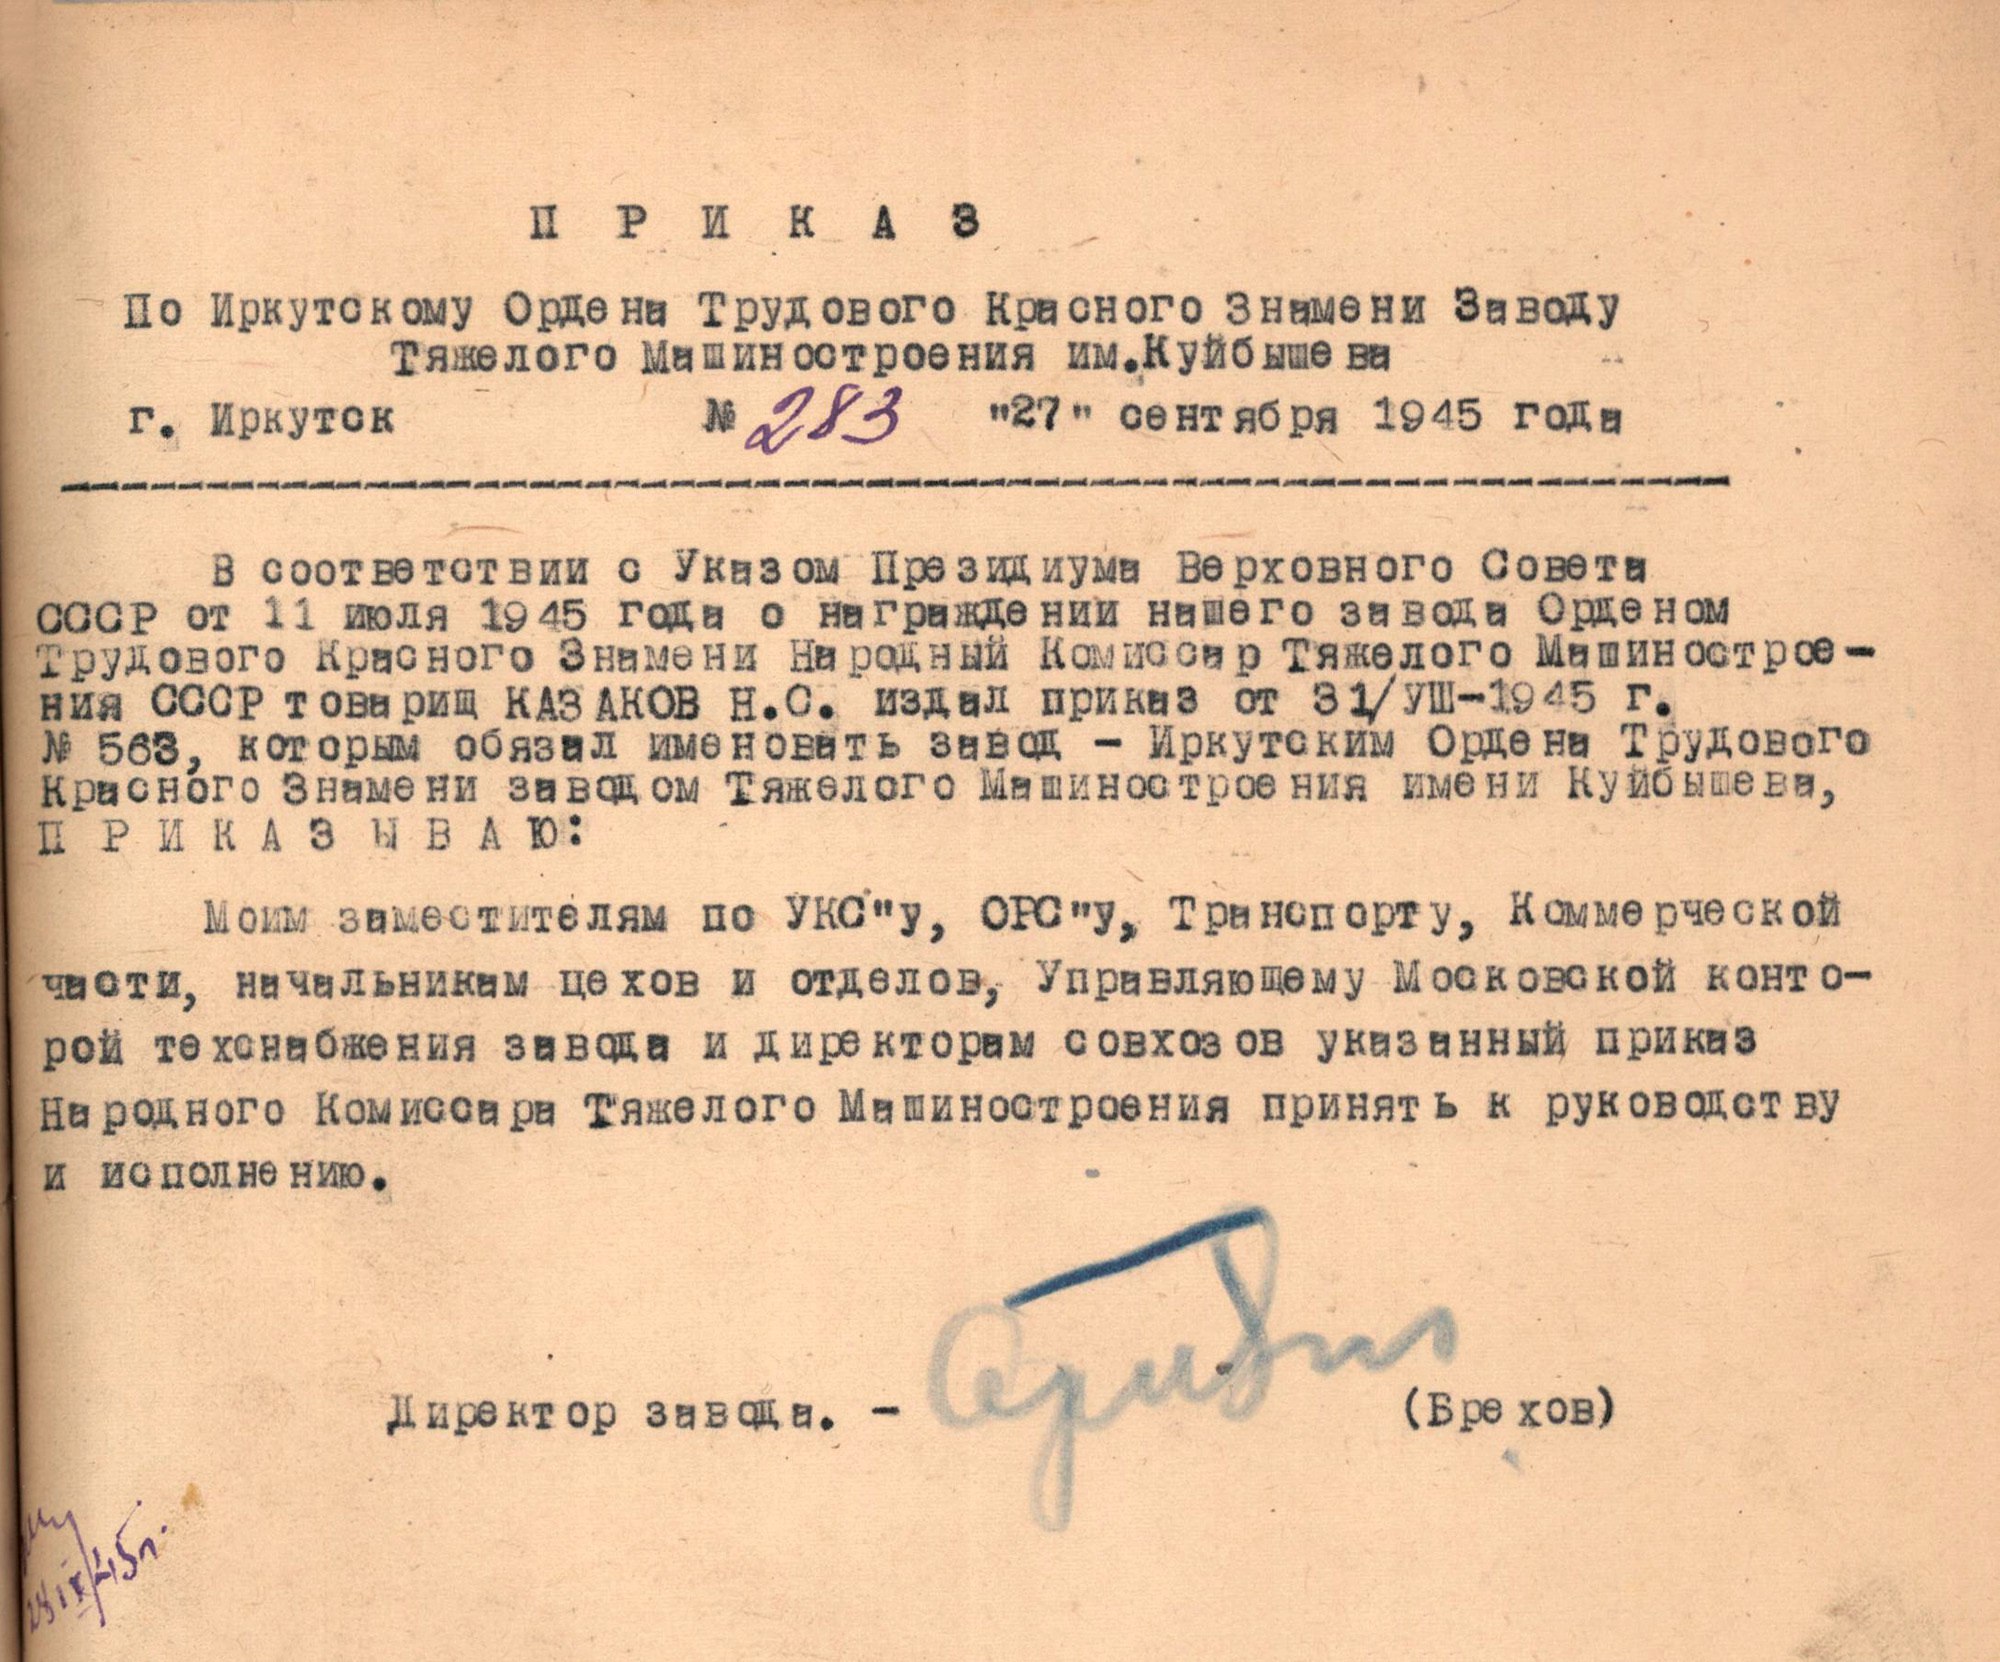 П Р И К А З
По Иркутскому Ордена Трудового Красного Знамени Заводу
Тяжелого Машиностроения им.Куйбышева
г. Иркутск № 283 "27" сентября 1945 года
В соответствии с Указом Президиума Верховного Совета
СССР от 11 июля 1945 года о награждении нашего завода Орденом
Трудового Красного Знамени Народный Комиссар Тяжелого Машинострое-
ния СССР товарищ КАЗАКОВ Н.С. издал приказ от 31/УШ-1945 г.
№ 563, которым обязал именовать завод - Иркутским Ордена Трудового
Красного Знамени заводом Тяжелого Машиностроения имени Куйбышева,
П Р И К А З Ы В А Ю:
Моим заместителям по УКС"у, ОРС"у, Транспорту, Коммерческой
части, начальникам цехов и отделов, Управляющему Московской конто-
рой техснабжения завода и директорам совхозов указанный приказ
Народного Комиссара Тяжелого Машиностроения принять к руководству
и исполнению.
Директор завода. - (Брехов)
28/IX/45г.